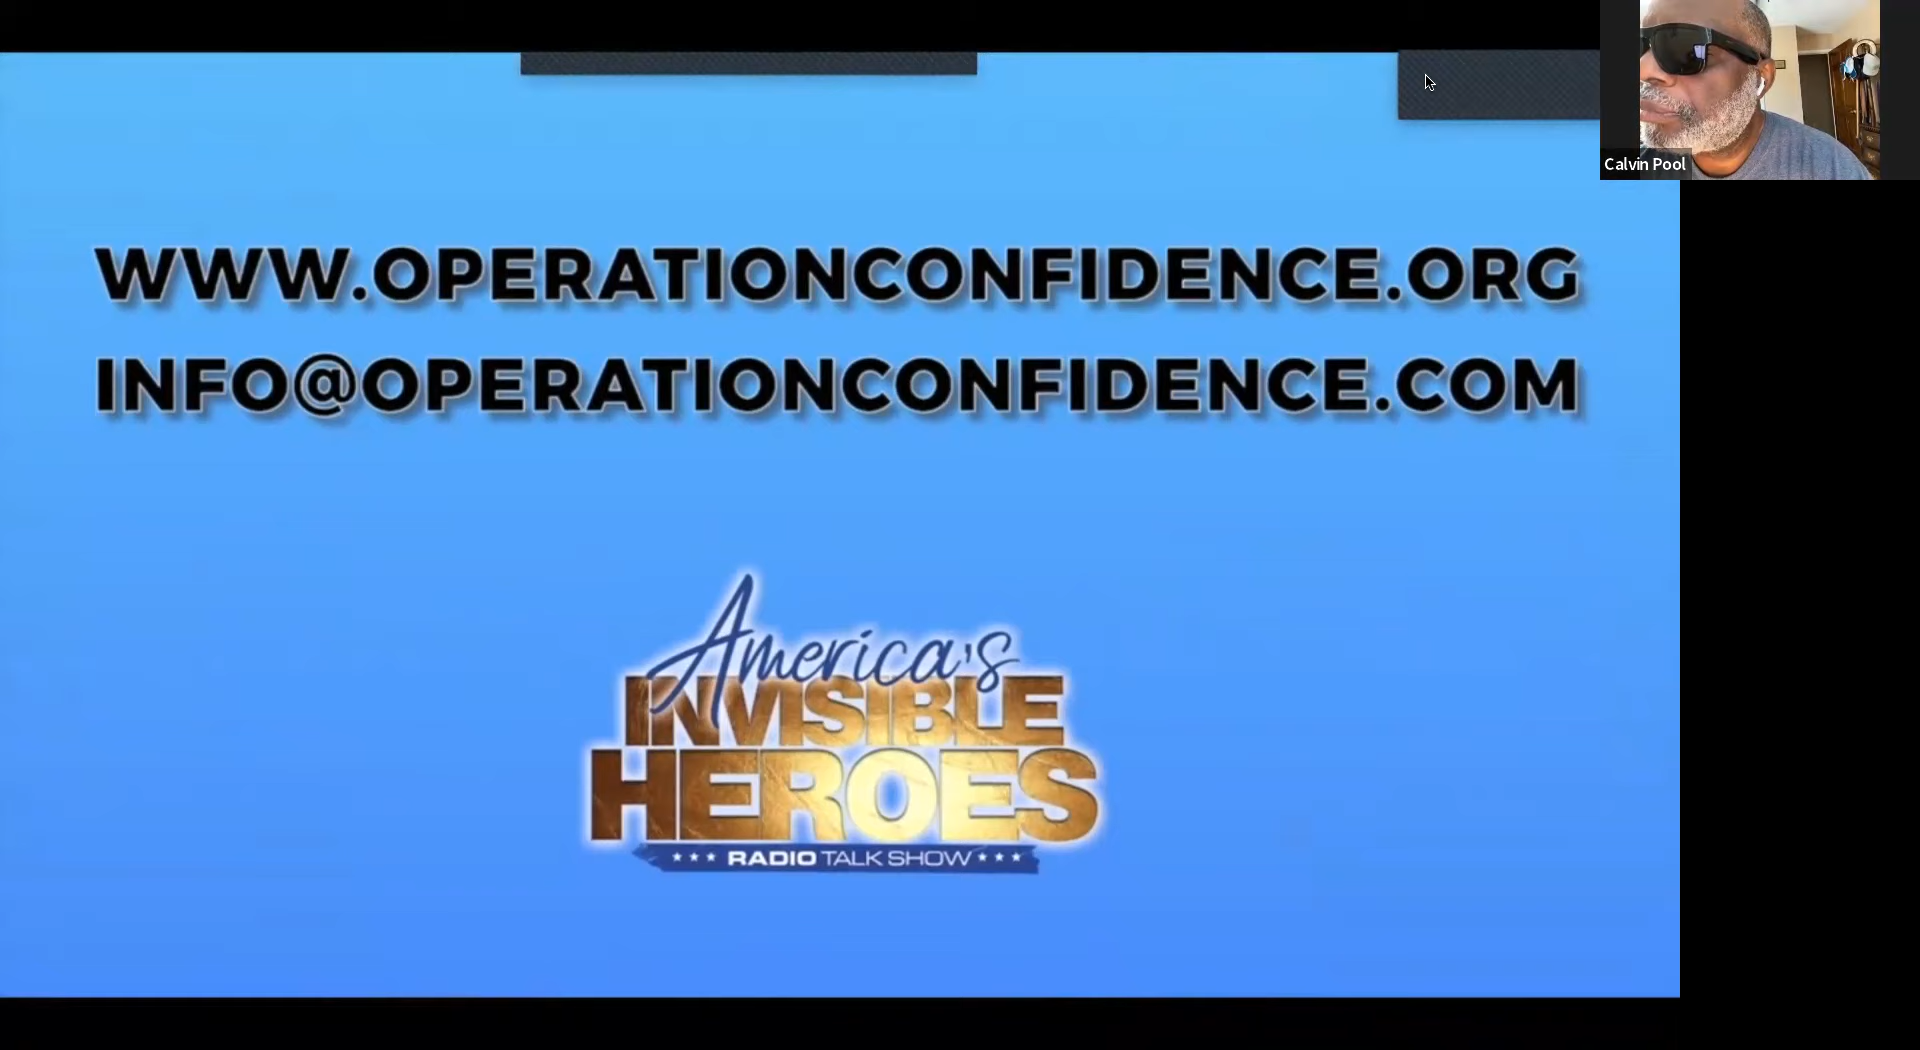 WWW.OPERATIONCONFIDENCE.ORG
INFO@OPERATIONCONFIDENCE.COM
America's
INVISIBLE
HEROES
RADIO TALK SHOW
Calvin Pool